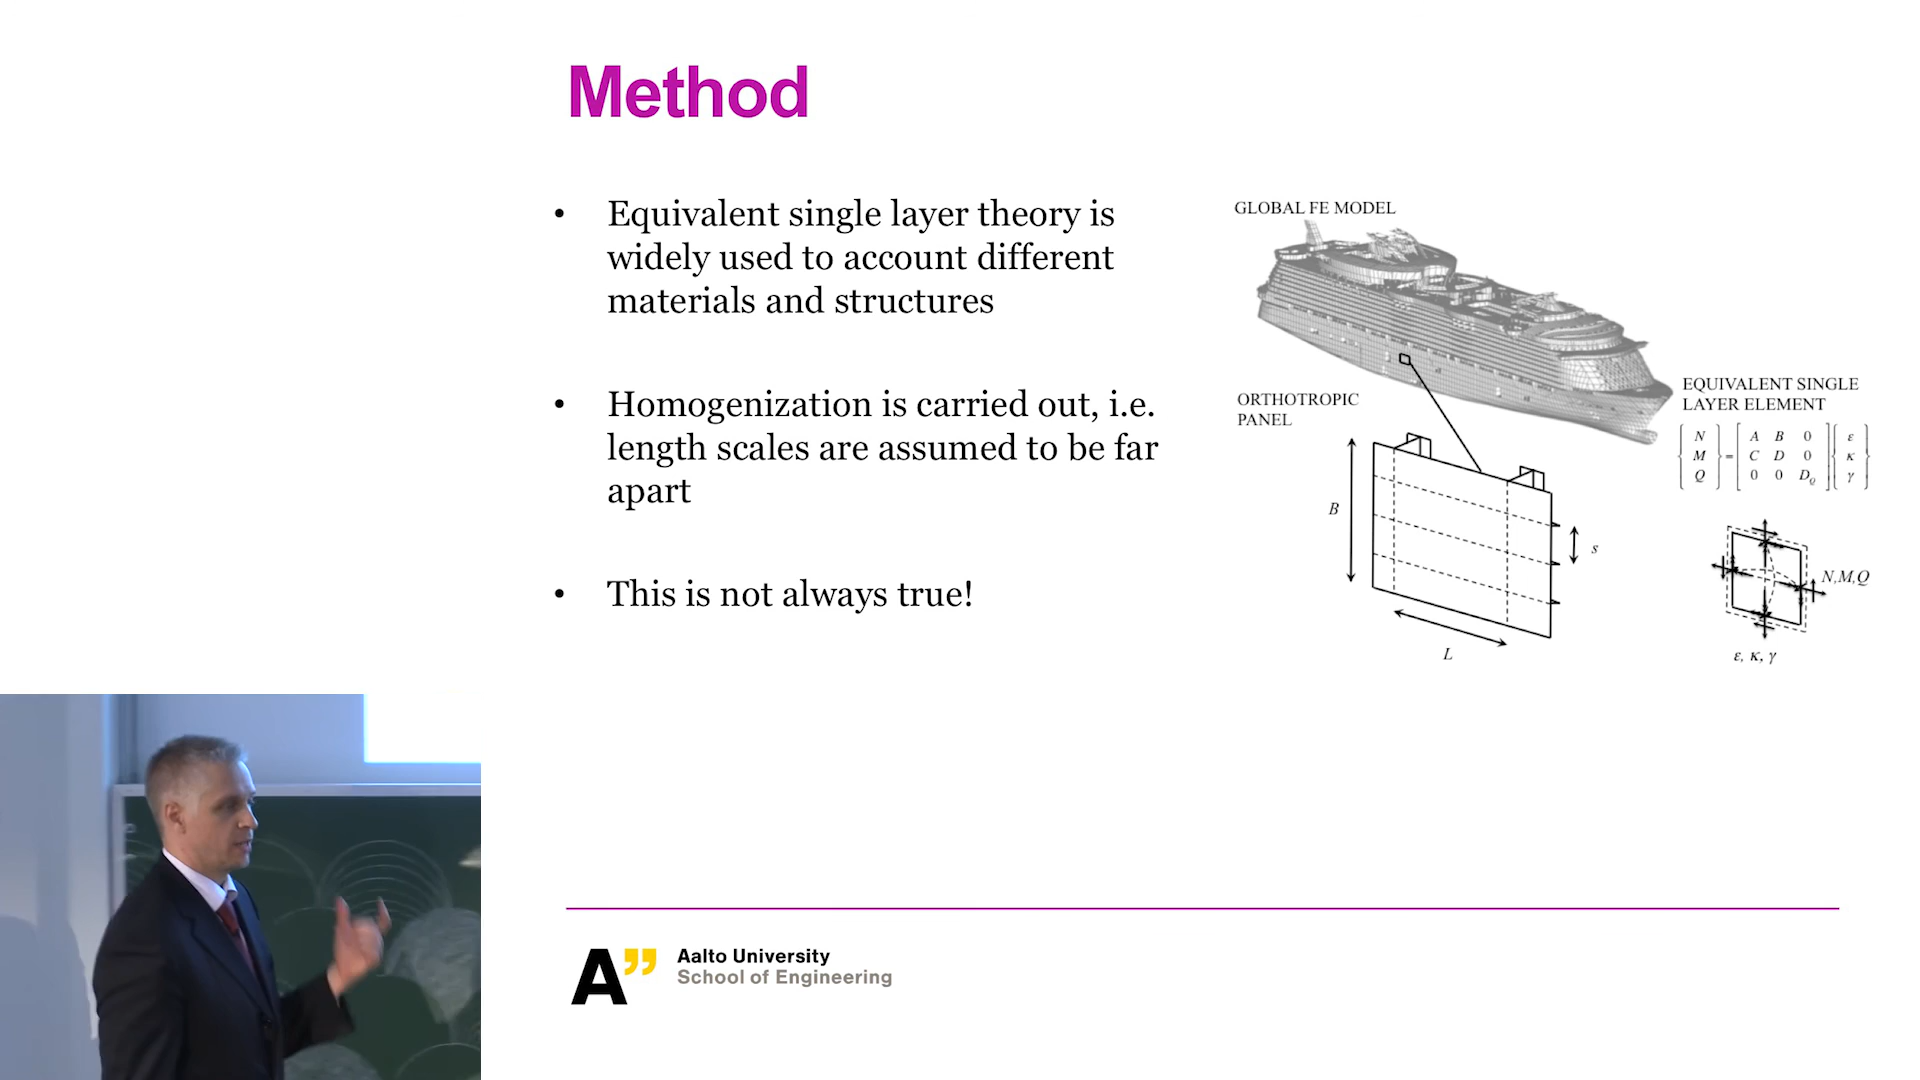 Method
• Equivalent single layer theory is
widely used to account different
materials and structures
• Homogenization is carried out, i.e.
length scales are assumed to be far
apart
• This is not always true!
GLOBAL FE MODEL
ORTHOTROPIC
PANEL
B
s
L
EQUIVALENT SINGLE
LAYER ELEMENT
N A B 0 ε
M = C D 0 κ
Q 0 0 D_Q γ
N,M,Q
ε, κ, γ
A”
Aalto University
School of Engineering